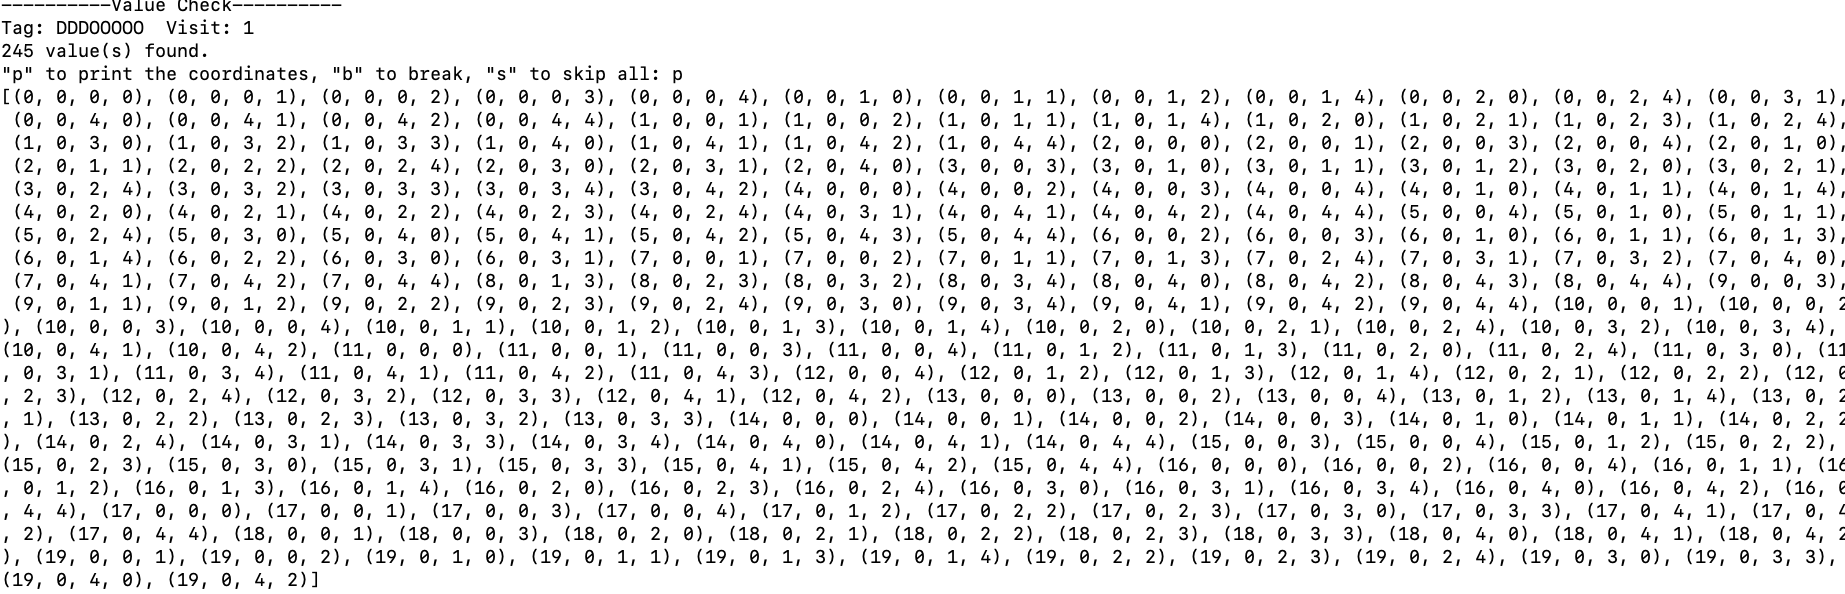 ----------Value Check----------
Tag: DDDOOOOO  Visit: 1
245 value(s) found.
"p" to print the coordinates, "b" to break, "s" to skip all: p
[(0, 0, 0, 0), (0, 0, 0, 1), (0, 0, 0, 2), (0, 0, 0, 3), (0, 0, 0, 4), (0, 0, 1, 0), (0, 0, 1, 1), (0, 0, 1, 2), (0, 0, 1, 4), (0, 0, 2, 0), (0, 0, 2, 4), (0, 0, 3, 1),
(0, 0, 4, 0), (0, 0, 4, 1), (0, 0, 4, 2), (0, 0, 4, 4), (1, 0, 0, 1), (1, 0, 0, 2), (1, 0, 1, 1), (1, 0, 1, 4), (1, 0, 2, 0), (1, 0, 2, 1), (1, 0, 2, 3), (1, 0, 2, 4),
(1, 0, 3, 0), (1, 0, 3, 2), (1, 0, 3, 3), (1, 0, 4, 0), (1, 0, 4, 1), (1, 0, 4, 2), (1, 0, 4, 4), (2, 0, 0, 0), (2, 0, 0, 1), (2, 0, 0, 3), (2, 0, 0, 4), (2, 0, 1, 0),
(2, 0, 1, 1), (2, 0, 2, 2), (2, 0, 2, 4), (2, 0, 3, 0), (2, 0, 3, 1), (2, 0, 4, 0), (3, 0, 0, 3), (3, 0, 1, 0), (3, 0, 1, 1), (3, 0, 1, 2), (3, 0, 2, 0), (3, 0, 2, 1),
(3, 0, 2, 4), (3, 0, 3, 2), (3, 0, 3, 3), (3, 0, 3, 4), (3, 0, 4, 2), (4, 0, 0, 0), (4, 0, 0, 2), (4, 0, 0, 3), (4, 0, 0, 4), (4, 0, 1, 0), (4, 0, 1, 1), (4, 0, 1, 4),
(4, 0, 2, 0), (4, 0, 2, 1), (4, 0, 2, 2), (4, 0, 2, 3), (4, 0, 2, 4), (4, 0, 3, 1), (4, 0, 4, 1), (4, 0, 4, 2), (4, 0, 4, 4), (5, 0, 0, 4), (5, 0, 1, 0), (5, 0, 1, 1),
(5, 0, 2, 4), (5, 0, 3, 0), (5, 0, 4, 0), (5, 0, 4, 1), (5, 0, 4, 2), (5, 0, 4, 3), (5, 0, 4, 4), (6, 0, 0, 2), (6, 0, 0, 3), (6, 0, 1, 0), (6, 0, 1, 1), (6, 0, 1, 3),
(6, 0, 1, 4), (6, 0, 2, 2), (6, 0, 3, 0), (6, 0, 3, 1), (7, 0, 0, 1), (7, 0, 0, 2), (7, 0, 1, 1), (7, 0, 1, 3), (7, 0, 2, 4), (7, 0, 3, 1), (7, 0, 3, 2), (7, 0, 4, 0),
(7, 0, 4, 1), (7, 0, 4, 2), (7, 0, 4, 4), (8, 0, 1, 3), (8, 0, 2, 3), (8, 0, 3, 2), (8, 0, 3, 4), (8, 0, 4, 0), (8, 0, 4, 2), (8, 0, 4, 3), (8, 0, 4, 4), (9, 0, 0, 3),
(9, 0, 1, 1), (9, 0, 1, 2), (9, 0, 2, 2), (9, 0, 2, 3), (9, 0, 2, 4), (9, 0, 3, 0), (9, 0, 3, 4), (9, 0, 4, 1), (9, 0, 4, 2), (9, 0, 4, 4), (10, 0, 0, 1), (10, 0, 0, 2
), (10, 0, 0, 3), (10, 0, 0, 4), (10, 0, 1, 1), (10, 0, 1, 2), (10, 0, 1, 3), (10, 0, 1, 4), (10, 0, 2, 0), (10, 0, 2, 1), (10, 0, 2, 4), (10, 0, 3, 2), (10, 0, 3, 4),
(10, 0, 4, 1), (10, 0, 4, 2), (11, 0, 0, 0), (11, 0, 0, 1), (11, 0, 0, 3), (11, 0, 0, 4), (11, 0, 1, 2), (11, 0, 1, 3), (11, 0, 2, 0), (11, 0, 2, 4), (11, 0, 3, 0), (11
, 0, 3, 1), (11, 0, 3, 4), (11, 0, 4, 1), (11, 0, 4, 2), (11, 0, 4, 3), (12, 0, 0, 4), (12, 0, 1, 2), (12, 0, 1, 3), (12, 0, 1, 4), (12, 0, 2, 1), (12, 0, 2, 2), (12, 0
, 2, 3), (12, 0, 2, 4), (12, 0, 3, 2), (12, 0, 3, 3), (12, 0, 4, 1), (12, 0, 4, 2), (13, 0, 0, 0), (13, 0, 0, 2), (13, 0, 0, 4), (13, 0, 1, 2), (13, 0, 1, 4), (13, 0, 2
, 1), (13, 0, 2, 2), (13, 0, 2, 3), (13, 0, 3, 2), (13, 0, 3, 3), (14, 0, 0, 0), (14, 0, 0, 1), (14, 0, 0, 2), (14, 0, 0, 3), (14, 0, 1, 0), (14, 0, 1, 1), (14, 0, 2, 2
), (14, 0, 2, 4), (14, 0, 3, 1), (14, 0, 3, 3), (14, 0, 3, 4), (14, 0, 4, 0), (14, 0, 4, 1), (14, 0, 4, 4), (15, 0, 0, 3), (15, 0, 0, 4), (15, 0, 1, 2), (15, 0, 2, 2),
(15, 0, 2, 3), (15, 0, 3, 0), (15, 0, 3, 1), (15, 0, 3, 3), (15, 0, 4, 1), (15, 0, 4, 2), (15, 0, 4, 4), (16, 0, 0, 0), (16, 0, 0, 2), (16, 0, 0, 4), (16, 0, 1, 1), (16
, 0, 1, 2), (16, 0, 1, 3), (16, 0, 1, 4), (16, 0, 2, 0), (16, 0, 2, 3), (16, 0, 2, 4), (16, 0, 3, 0), (16, 0, 3, 1), (16, 0, 3, 4), (16, 0, 4, 0), (16, 0, 4, 2), (16, 0
, 4, 4), (17, 0, 0, 0), (17, 0, 0, 1), (17, 0, 0, 3), (17, 0, 0, 4), (17, 0, 1, 2), (17, 0, 2, 2), (17, 0, 2, 3), (17, 0, 3, 0), (17, 0, 3, 3), (17, 0, 4, 1), (17, 0, 4
, 2), (17, 0, 4, 4), (18, 0, 0, 1), (18, 0, 0, 3), (18, 0, 2, 0), (18, 0, 2, 1), (18, 0, 2, 2), (18, 0, 2, 3), (18, 0, 3, 3), (18, 0, 4, 0), (18, 0, 4, 1), (18, 0, 4, 2
), (19, 0, 0, 1), (19, 0, 0, 2), (19, 0, 1, 0), (19, 0, 1, 1), (19, 0, 1, 3), (19, 0, 1, 4), (19, 0, 2, 2), (19, 0, 2, 3), (19, 0, 2, 4), (19, 0, 3, 0), (19, 0, 3, 3),
(19, 0, 4, 0), (19, 0, 4, 2)]